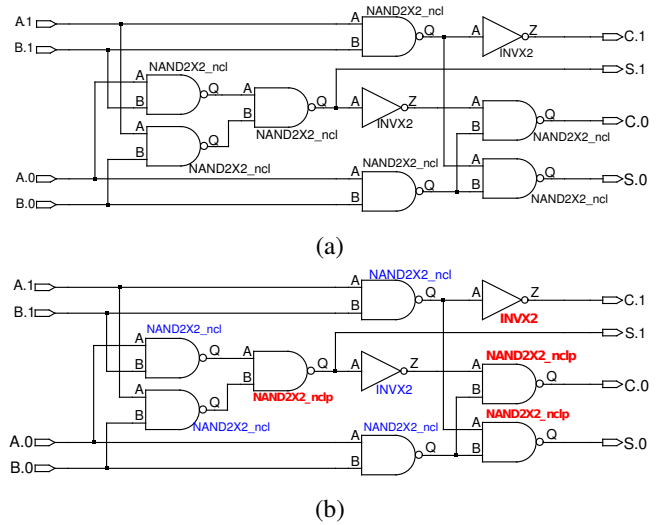 NAND2X2_ncl
A.1 A Q A Z C.1
B.1 B INVX2
NAND2X2_ncl S.1
A Q A
B Q A Z A Q C.0
A B INVX2 B
B Q NAND2X2_ncl NAND2X2_ncl
NAND2X2_ncl NAND2X2_ncl A Q
A.0 A Q B S.0
B.0 B NAND2X2_ncl
(a)
NAND2X2_ncl
A.1 A Q A Z C.1
B.1 B INVX2
NAND2X2_ncl S.1
A Q A NAND2X2_nclp
B Q A Z A Q C.0
A B INVX2 B
B Q NAND2X2_nclp NAND2X2_nclp
NAND2X2_ncl NAND2X2_ncl A Q
A.0 A Q B S.0
B.0 B
(b)